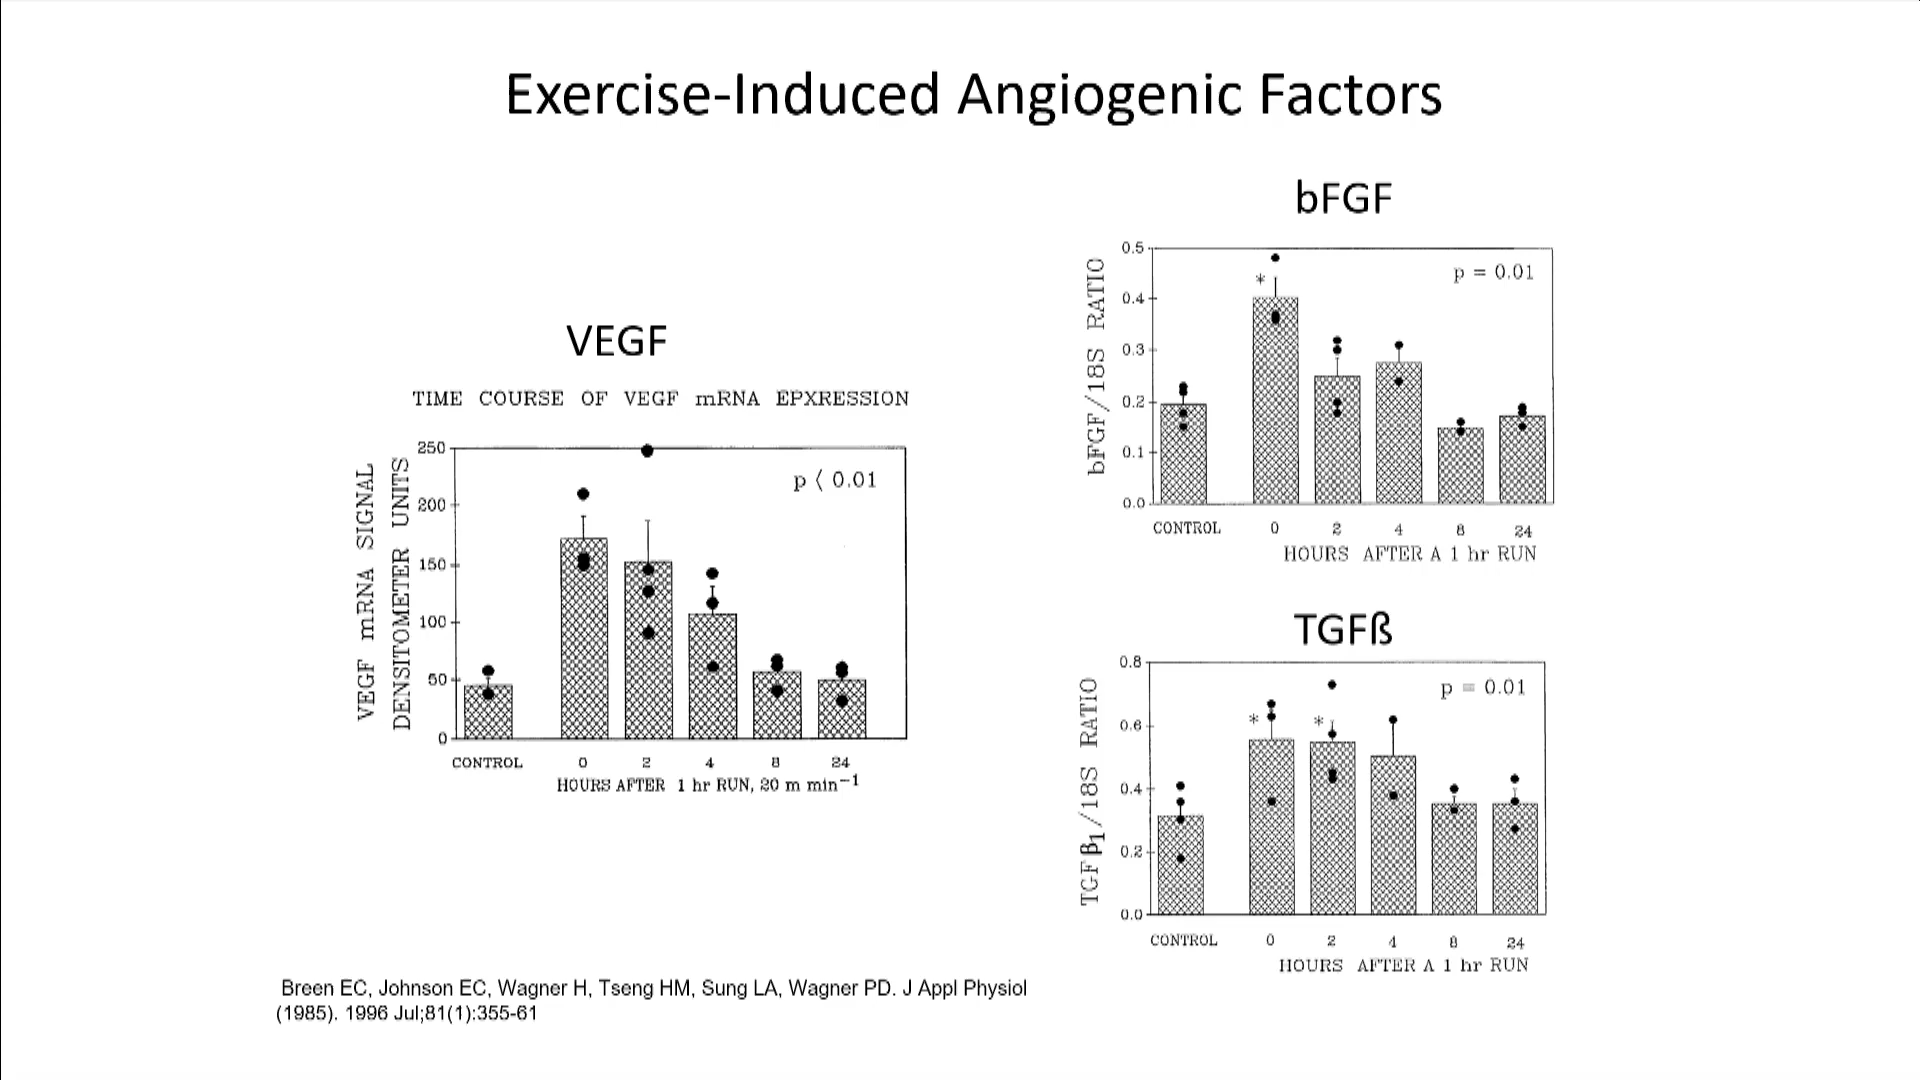 Exercise-Induced Angiogenic Factors
VEGF
TIME COURSE OF VEGF mRNA EPXRESSION
VEGF mRNA SIGNAL
DENSITOMETER UNITS
250
200
150
100
50
0
p ⟨ 0.01
CONTROL 0 2 4 8 24
HOURS AFTER 1 hr RUN, 20 m min⁻¹
bFGF
bFGF/18S RATIO
0.5
0.4
0.3
0.2
0.1
0.0
*
p = 0.01
CONTROL 0 2 4 8 24
HOURS AFTER A 1 hr RUN
TGFß
TGFβ₁/18S RATIO
0.8
0.6
0.4
0.2
0.0
* *
p = 0.01
CONTROL 0 2 4 8 24
HOURS AFTER A 1 hr RUN
Breen EC, Johnson EC, Wagner H, Tseng HM, Sung LA, Wagner PD. J Appl Physiol
(1985). 1996 Jul;81(1):355-61